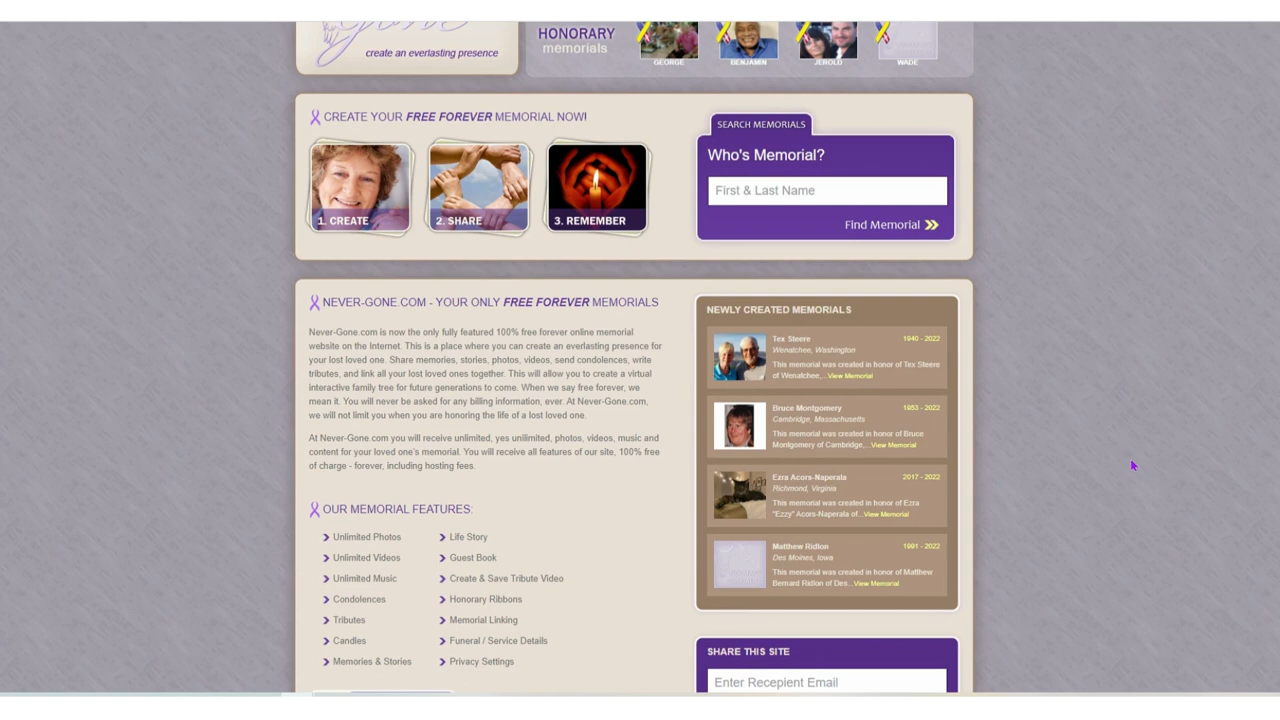 create an everlasting presence
HONORARY
memorials
GEORGE
BENJAMIN
JEROLD
WADE
CREATE YOUR FREE FOREVER MEMORIAL NOW!
1. CREATE
2. SHARE
3. REMEMBER
SEARCH MEMORIALS
Who's Memorial?
First & Last Name
Find Memorial
NEVER-GONE.COM - YOUR ONLY FREE FOREVER MEMORIALS
Never-Gone.com is now the only fully featured 100% free forever online memorial
website on the Internet. This is a place where you can create an everlasting presence for
your lost loved one. Share memories, stories, photos, videos, send condolences, write
tributes, and link all your lost loved ones together. This will allow you to create a virtual
interactive family tree for future generations to come. When we say free forever, we
mean it. You will never be asked for any billing information, ever. At Never-Gone.com,
we will not limit you when you are honoring the life of a lost loved one.
At Never-Gone.com you will receive unlimited, yes unlimited, photos, videos, music and
content for your loved one's memorial. You will receive all features of our site, 100% free
of charge - forever, including hosting fees.
OUR MEMORIAL FEATURES:
Unlimited Photos
Unlimited Videos
Unlimited Music
Condolences
Tributes
Candles
Memories & Stories
Life Story
Guest Book
Create & Save Tribute Video
Honorary Ribbons
Memorial Linking
Funeral / Service Details
Privacy Settings
NEWLY CREATED MEMORIALS
Tex Steere 1940 - 2022
Wenatchee, Washington
This memorial was created in honor of Tex Steere
of Wenatchee,... View Memorial
Bruce Montgomery 1953 - 2022
Cambridge, Massachusetts
This memorial was created in honor of Bruce
Montgomery of Cambridge,... View Memorial
Ezra Acors-Naperala 2017 - 2022
Richmond, Virginia
This memorial was created in honor of Ezra
"Ezzy" Acors-Naperala of... View Memorial
Matthew Ridlon 1991 - 2022
Des Moines, Iowa
This memorial was created in honor of Matthew
Bernard Ridlon of Des... View Memorial
SHARE THIS SITE
Enter Recepient Email